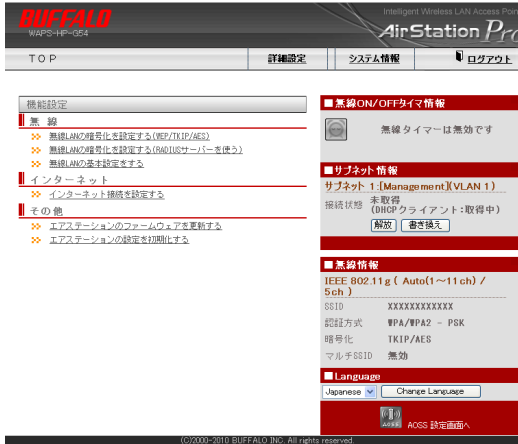 BUFFALO
WAPS-HP-G54
Intelligent Wireless LAN Access Poin
AirStation Pro
TOP
詳細設定
システム情報
ログアウト
機能設定
無 線
無線LANの暗号化を設定する(WEP/TKIP/AES)
無線LANの暗号化を設定する(RADIUSサーバーを使う)
無線LANの基本設定をする
インターネット
インターネット接続を設定する
その他
エアステーションのファームウェアを更新する
エアステーションの設定を初期化する
■無線ON/OFFタイマ情報
無線タイマーは無効です
■サブネット情報
サブネット 1:[Management](VLAN 1)
接続状態 未取得
(DHCPクライアント:取得中)
解放 書き換え
■無線情報
IEEE 802.11g ( Auto(1～11ch) /
5ch )
SSID XXXXXXXXXXXX
認証方式 WPA/WPA2 - PSK
暗号化 TKIP/AES
マルチSSID 無効
■Language
Japanese Change Language
AOSS AOSS 設定画面へ
(C)2000-2010 BUFFALO INC. All rights reserved.